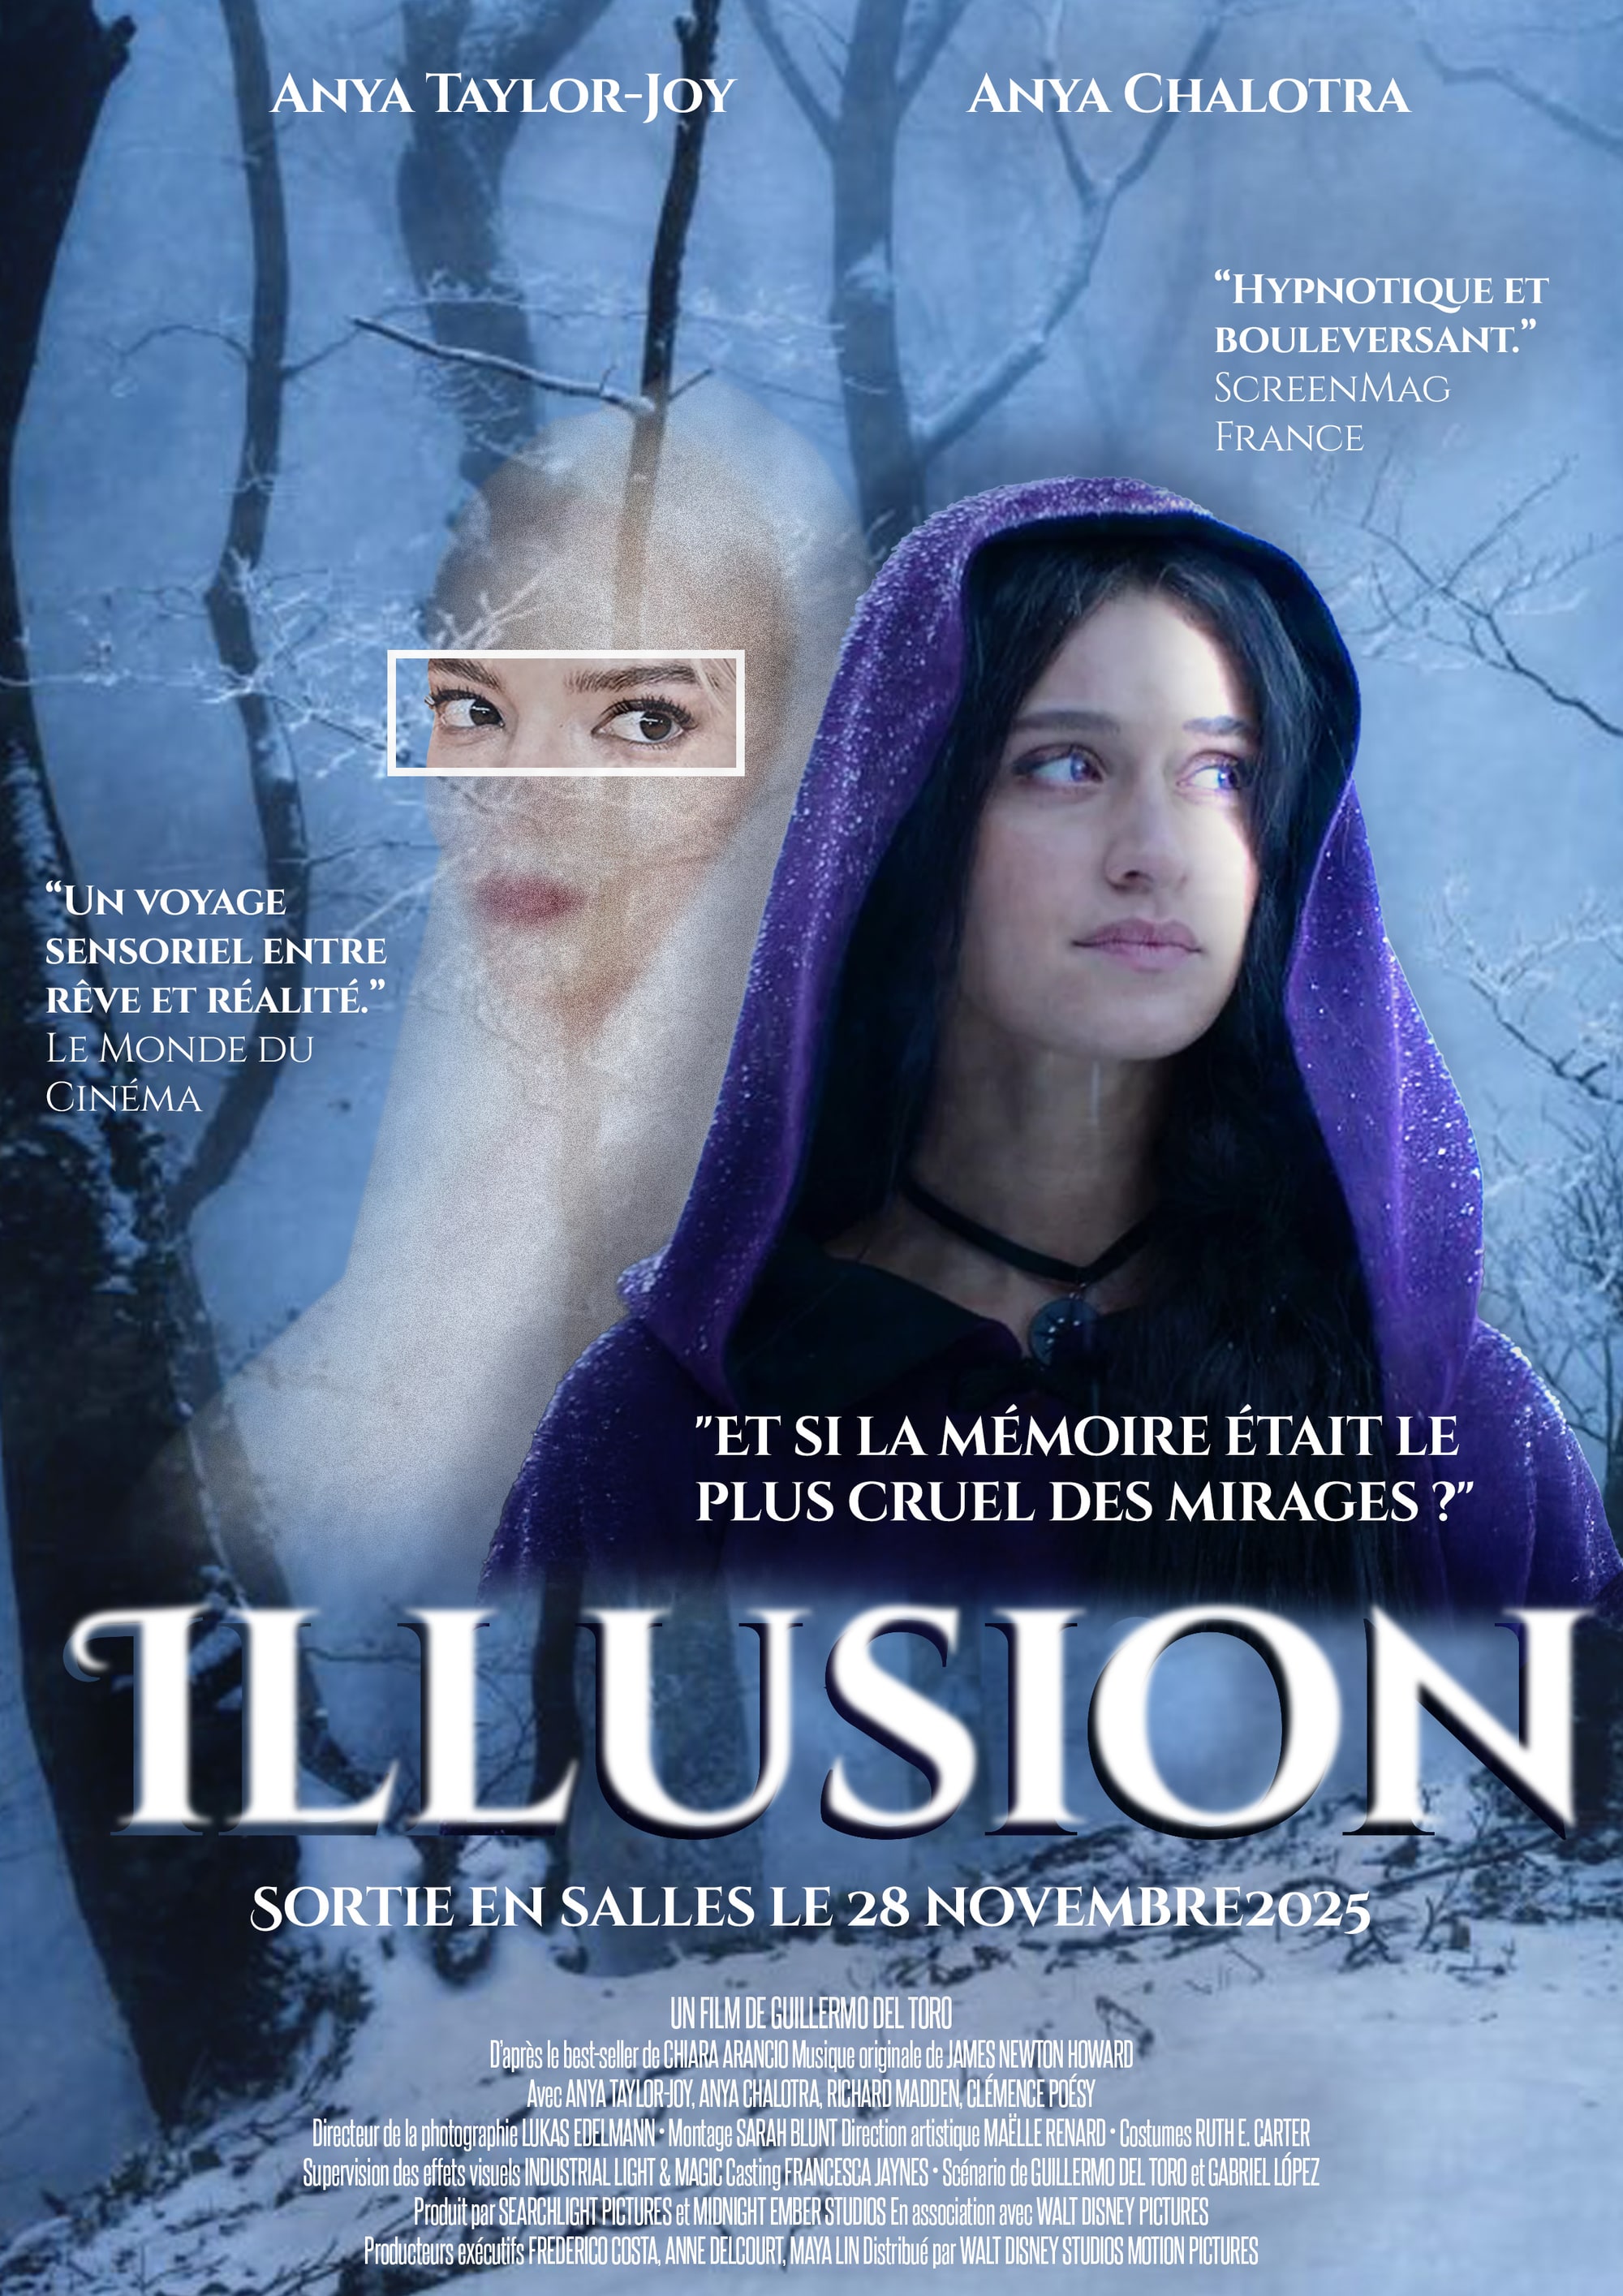 ANYA TAYLOR-JOY
ANYA CHALOTRA
“HYPNOTIQUE ET
BOULEVERSANT.”
SCREENMAG
FRANCE
“UN VOYAGE
SENSORIEL ENTRE
RÊVE ET RÉALITÉ.”
LE MONDE DU
CINÉMA
"ET SI LA MÉMOIRE ÉTAIT LE
PLUS CRUEL DES MIRAGES ?"
ILLUSION
SORTIE EN SALLES LE 28 NOVEMBRE2025
UN FILM DE GUILLERMO DEL TORO
D'après le best-seller de CHIARA ARANCIO Musique originale de JAMES NEWTON HOWARD
Avec ANYA TAYLOR-JOY, ANYA CHALOTRA, RICHARD MADDEN, CLÉMENCE POÉSY
Directeur de la photographie LUKAS EDELMANN • Montage SARAH BLUNT Direction artistique MAËLLE RENARD • Costumes RUTH E. CARTER
Supervision des effets visuels INDUSTRIAL LIGHT & MAGIC Casting FRANCESCA JAYNES • Scénario de GUILLERMO DEL TORO et GABRIEL LÓPEZ
Produit par SEARCHLIGHT PICTURES et MIDNIGHT EMBER STUDIOS En association avec WALT DISNEY PICTURES
Producteurs exécutifs FREDERICO COSTA, ANNE DELCOURT, MAYA LIN Distribué par WALT DISNEY STUDIOS MOTION PICTURES